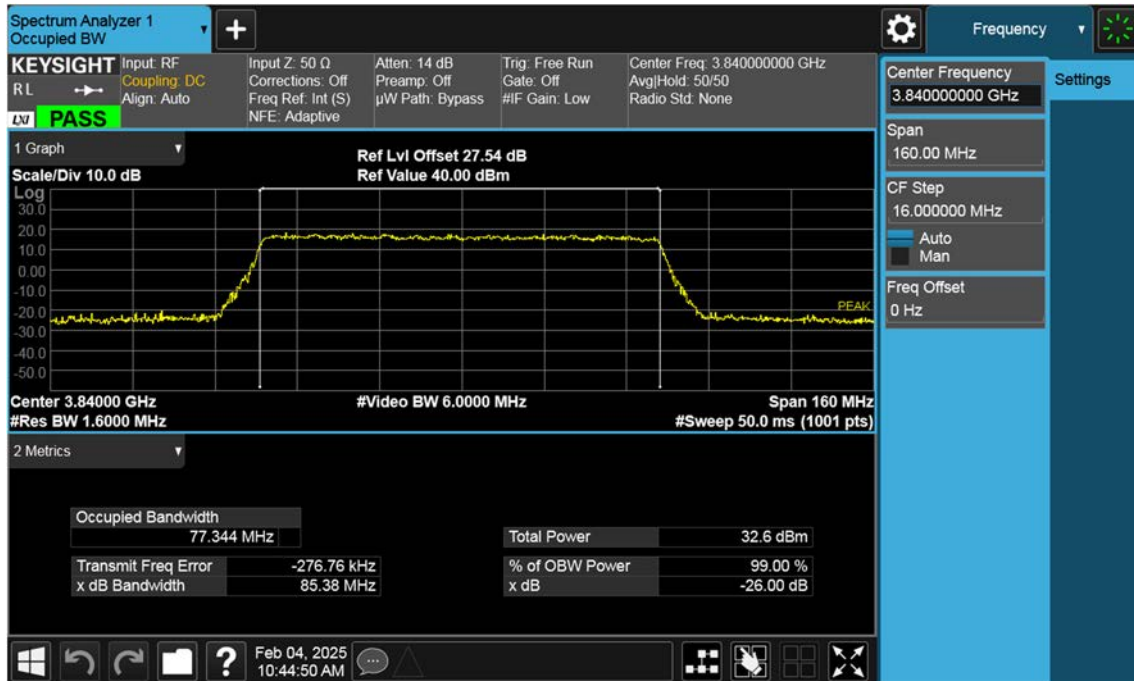 Spectrum Analyzer 1
Occupied BW
Frequency
KEYSIGHT
RL
LXI
PASS
Input: RF
Coupling: DC
Align: Auto
Input Z: 50 Ω
Corrections: Off
Freq Ref: Int (S)
NFE: Adaptive
Atten: 14 dB
Preamp: Off
µW Path: Bypass
Trig: Free Run
Gate: Off
#IF Gain: Low
Center Freq: 3.840000000 GHz
Avg|Hold: 50/50
Radio Std: None
Center Frequency
3.840000000 GHz
Settings
Span
160.00 MHz
CF Step
16.000000 MHz
Auto
Man
Freq Offset
0 Hz
1 Graph
Scale/Div 10.0 dB
Ref Lvl Offset 27.54 dB
Ref Value 40.00 dBm
Log
30.0
20.0
10.0
0.00
-10.0
-20.0
-30.0
-40.0
-50.0
PEAK
Center 3.84000 GHz
#Video BW 6.0000 MHz
Span 160 MHz
#Res BW 1.6000 MHz
#Sweep 50.0 ms (1001 pts)
2 Metrics
Occupied Bandwidth
77.344 MHz
Total Power 32.6 dBm
Transmit Freq Error -276.76 kHz
% of OBW Power 99.00 %
x dB Bandwidth 85.38 MHz
x dB -26.00 dB
?
Feb 04, 2025
10:44:50 AM